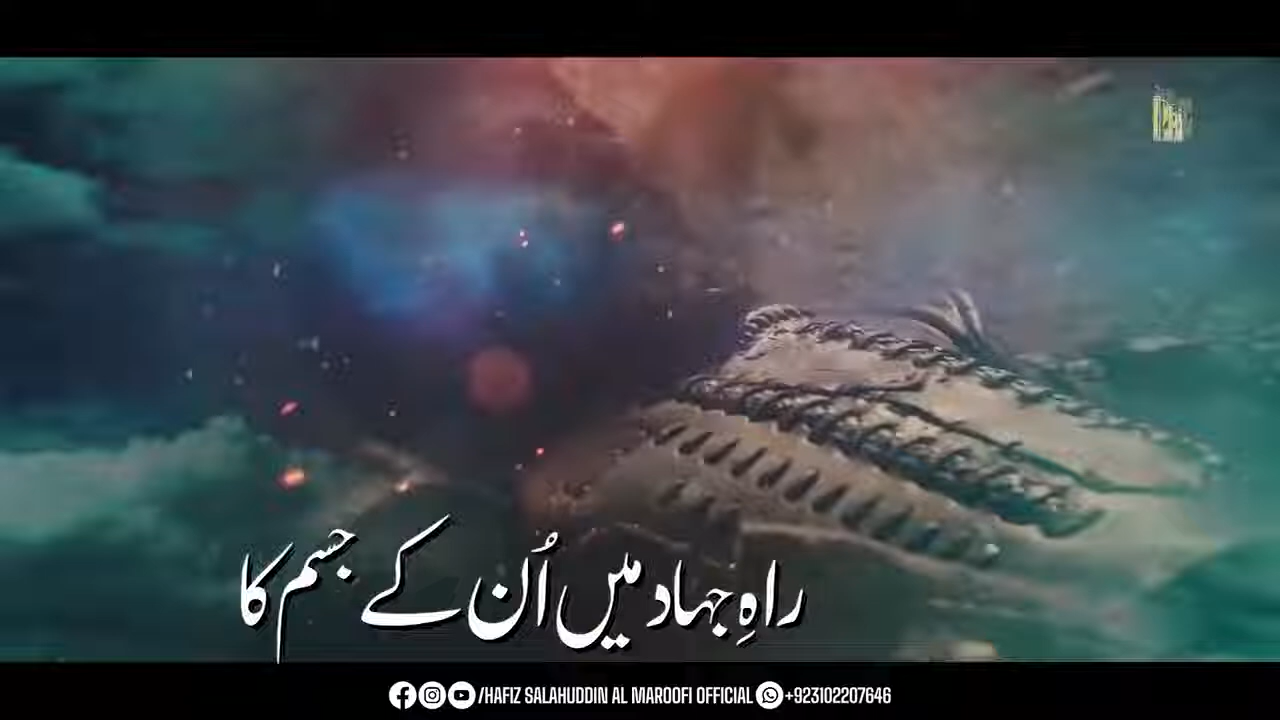 راہِ جہاد میں اُن کے جسم کا
/HAFIZ SALAHUDDIN AL MAROOFI OFFICIAL +923102207646